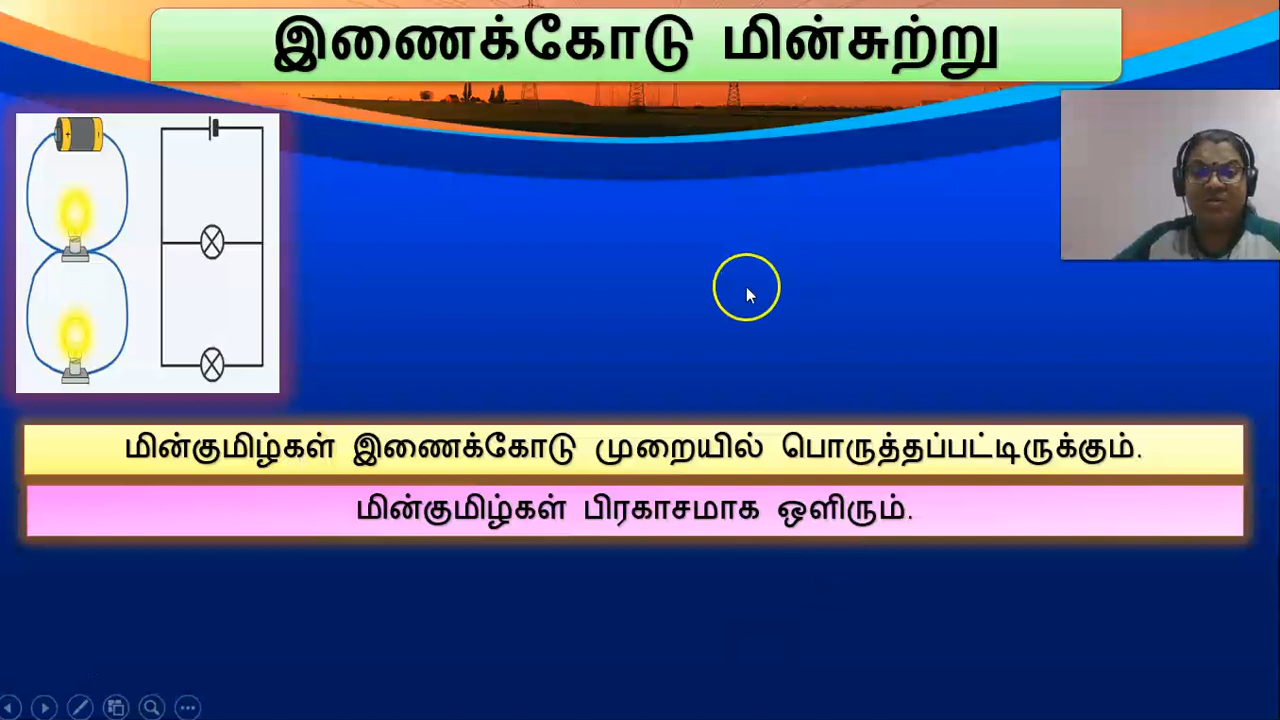 இணைக்கோடு மின்சுற்று
மின்குமிழ்கள் இணைக்கோடு முறையில் பொருத்தப்பட்டிருக்கும்.
மின்குமிழ்கள் பிரகாசமாக ஒளிரும்.